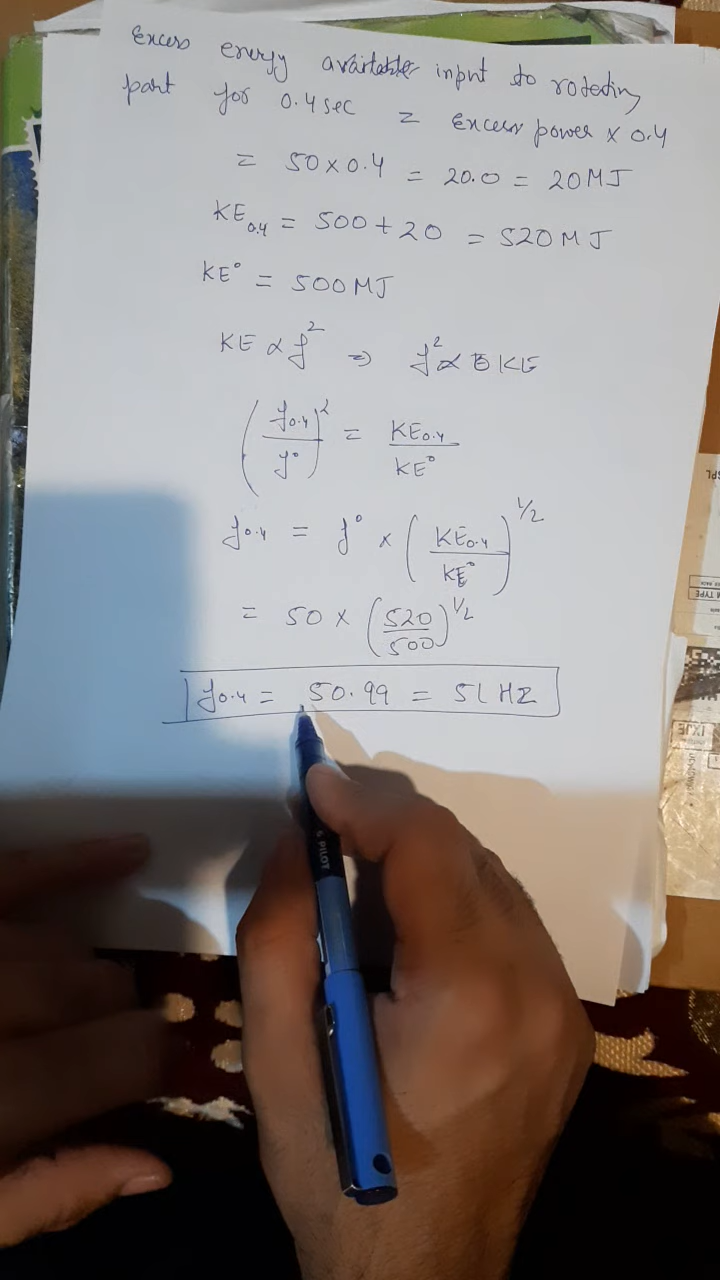 Excess energy available input to rotating
part for 0.4 sec = Excess power × 0.4
= 50 × 0.4 = 20.0 = 20 MJ
KE0.4 = 500 + 20 = 520 MJ
KE° = 500 MJ
KE ∝ f² ⇒ f² ∝ KE
(f0.4 / f°)² = KE0.4 / KE°
f0.4 = f° × (KE0.4 / KE°)^1/2
= 50 × (520 / 500)^1/2
f0.4 = 50.99 = 51 HZ
PILOT